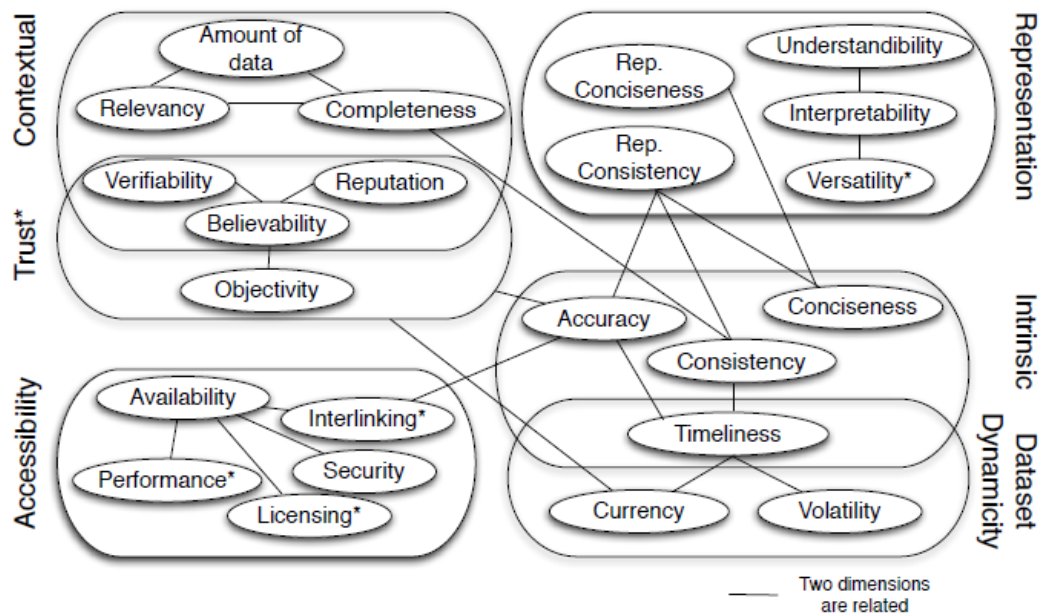 Contextual
Amount of
data
Relevancy
Completeness
Trust*
Verifiability
Reputation
Believability
Objectivity
Accessibility
Availability
Interlinking*
Performance*
Security
Licensing*
Representation
Rep.
Conciseness
Understandibility
Interpretability
Rep.
Consistency
Versatility*
Intrinsic
Accuracy
Conciseness
Consistency
Dataset
Dynamicity
Timeliness
Currency
Volatility
Two dimensions
are related